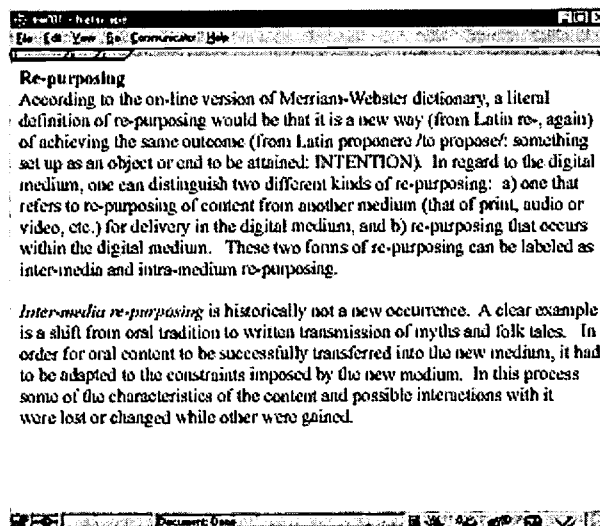 File Edit View Go Communicator Help
Re-purposing
According to the on-line version of Merriam-Webster dictionary, a literal
definition of re-purposing would be that it is a new way (from Latin re-, again)
of achieving the same outcome (from Latin proponere /to propose/: something
set up as an object or end to be attained: INTENTION). In regard to the digital
medium, one can distinguish two different kinds of re-purposing: a) one that
refers to re-purposing of content from another medium (that of print, audio or
video, etc.) for delivery in the digital medium, and b) re-purposing that occurs
within the digital medium. These two forms of re-purposing can be labeled as
inter-media and intra-medium re-purposing.
Inter-media re-purposing is historically not a new occurrence. A clear example
is a shift from oral tradition to written transmission of myths and folk tales. In
order for oral content to be successfully transferred into the new medium, it had
to be adapted to the constraints imposed by the new medium. In this process
some of the characteristics of the content and possible interactions with it
were lost or changed while other were gained.
Document: Done